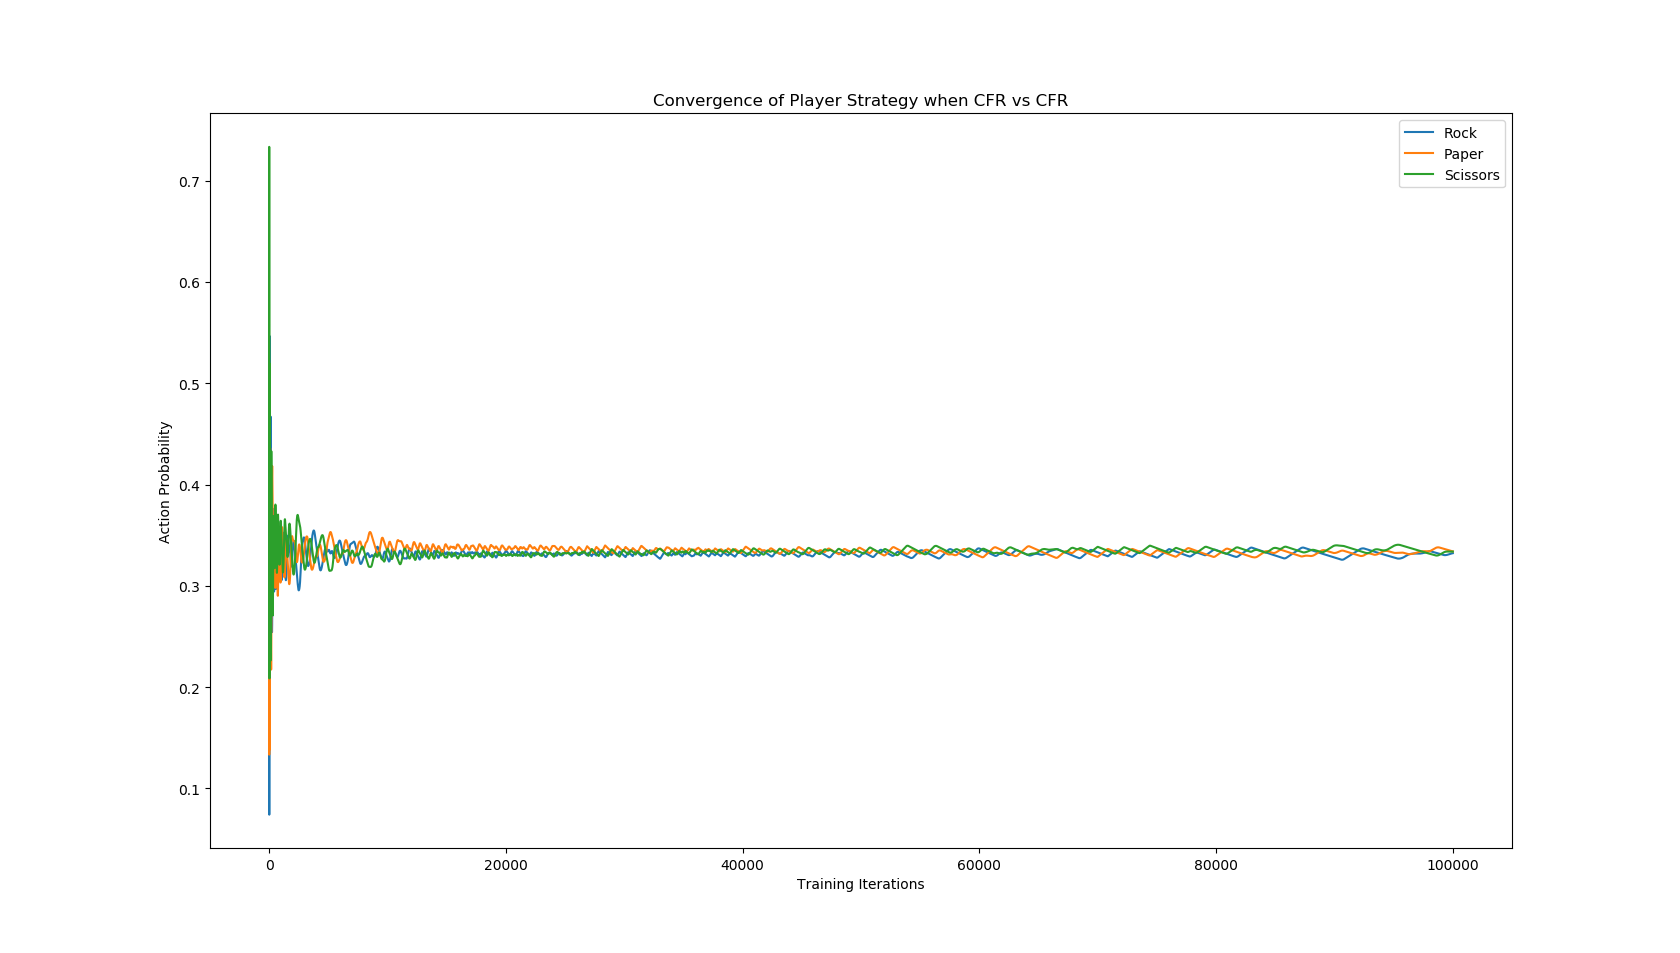 Convergence of Player Strategy when CFR vs CFR
Rock
Paper
Scissors
Action Probability
0.7
0.6
0.5
0.4
0.3
0.2
0.1
0 20000 40000 60000 80000 100000
Training Iterations